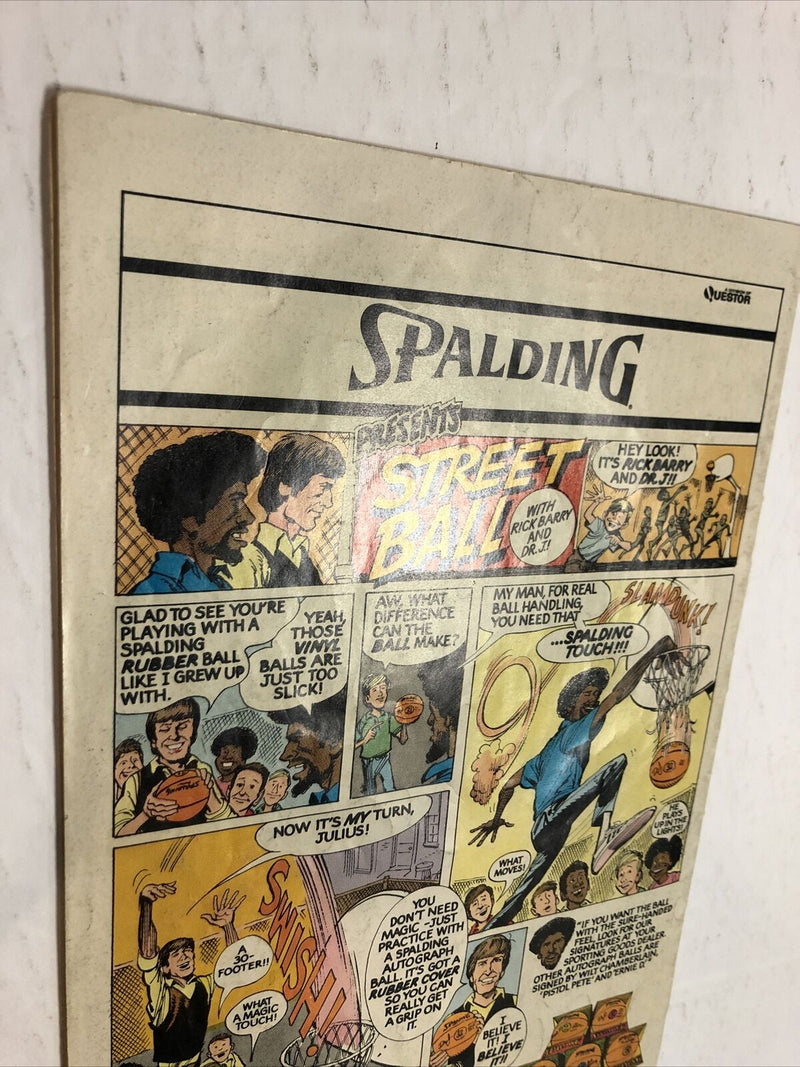 A DIVISION OF
QUESTOR
SPALDING
PRESENTS
STREET
BALL
WITH
RICK BARRY
AND
DR. J!
HEY LOOK!
IT'S RICK BARRY
AND DR. J!!
GLAD TO SEE YOU'RE
PLAYING WITH A
SPALDING
RUBBER BALL
LIKE I GREW UP
WITH.
YEAH,
THOSE
VINYL
BALLS ARE
JUST TOO
SLICK!
AW, WHAT
DIFFERENCE
CAN THE
BALL MAKE?
MY MAN, FOR REAL
BALL HANDLING,
YOU NEED THAT
...SPALDING
TOUCH!!!
SLAMDUNK!
HE
PLAYS
UP IN THE
LIGHTS!
WHAT
MOVES!
NOW IT'S MY TURN,
JULIUS!
SWISH!
A
30-
FOOTER!!
WHAT
A MAGIC
TOUCH!
YOU
DON'T NEED
MAGIC - JUST
PRACTICE WITH
A SPALDING
AUTOGRAPH
BALL. IT'S GOT A
RUBBER COVER
SO YOU CAN
REALLY GET
A GRIP ON
IT.
I
BELIEVE
IT! I
BELIEVE
IT!!
"IF YOU WANT THE BALL
WITH THE SURE-HANDED
FEEL, LOOK FOR OUR
SIGNATURES AT YOUR
SPORTING GOODS DEALER.
OTHER AUTOGRAPH BALLS ARE
SIGNED BY WILT CHAMBERLAIN,
'PISTOL PETE' AND 'ERNIE D.'"